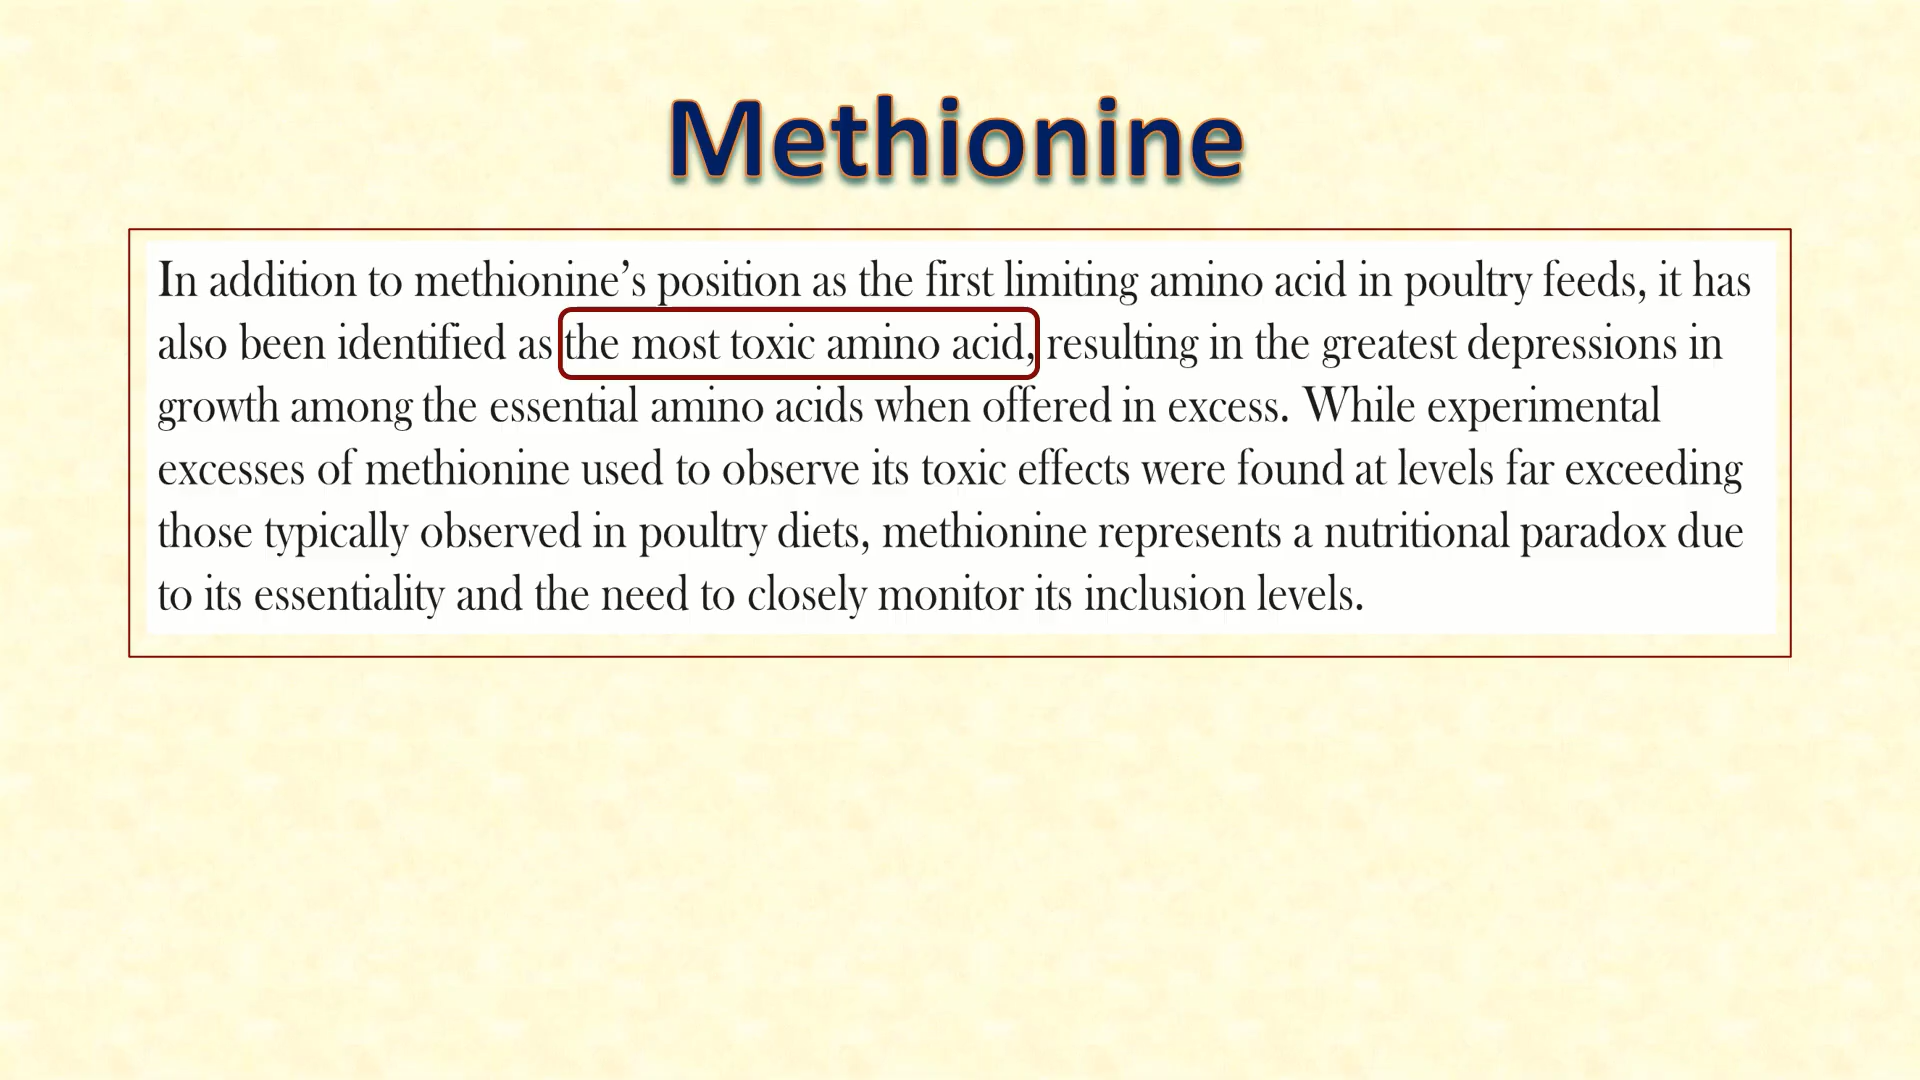 Methionine
In addition to methionine’s position as the first limiting amino acid in poultry feeds, it has
also been identified as the most toxic amino acid, resulting in the greatest depressions in
growth among the essential amino acids when offered in excess. While experimental
excesses of methionine used to observe its toxic effects were found at levels far exceeding
those typically observed in poultry diets, methionine represents a nutritional paradox due
to its essentiality and the need to closely monitor its inclusion levels.